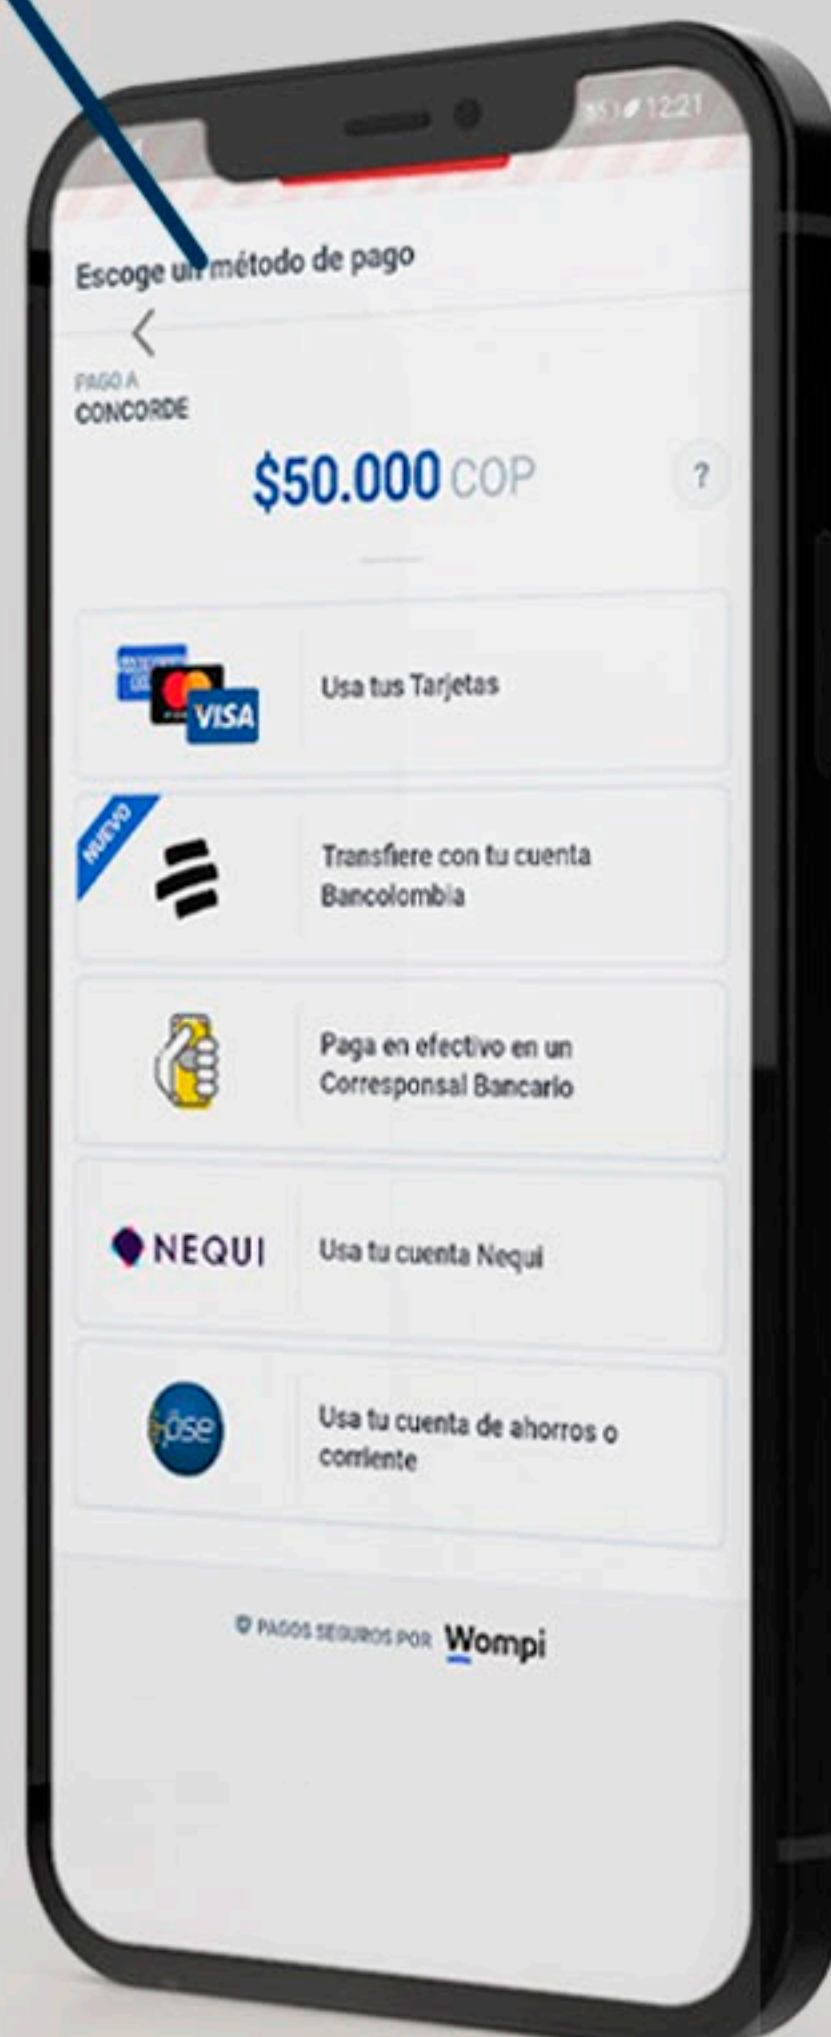 12:21
Escoge un método de pago
PAGO A
CONCORDE
$50.000 COP
?
VISA
Usa tus Tarjetas
NUEVO
Transfiere con tu cuenta
Bancolombia
Paga en efectivo en un
Corresponsal Bancario
NEQUI
Usa tu cuenta Nequi
pse
Usa tu cuenta de ahorros o
corriente
PAGOS SEGUROS POR Wompi